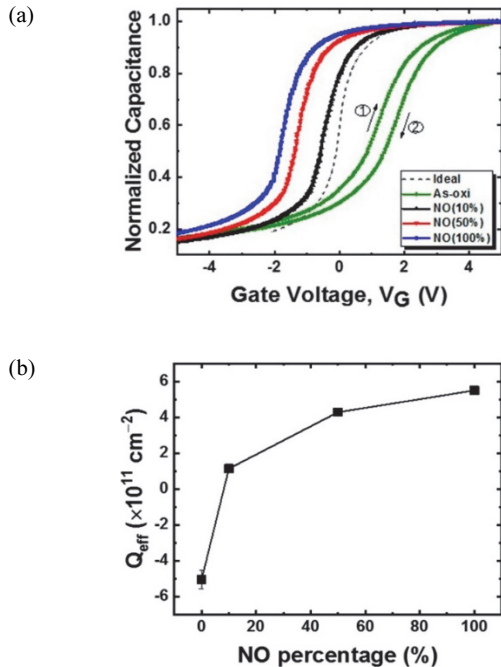 (a)
Normalized Capacitance
1.0
0.8
0.6
0.4
0.2
①
②
Ideal
As-oxi
NO(10%)
NO(50%)
NO(100%)
-4 -2 0 2 4
Gate Voltage, VG (V)
(b)
Qeff (×10¹¹ cm⁻²)
6
4
2
0
-2
-4
-6
0 20 40 60 80 100
NO percentage (%)